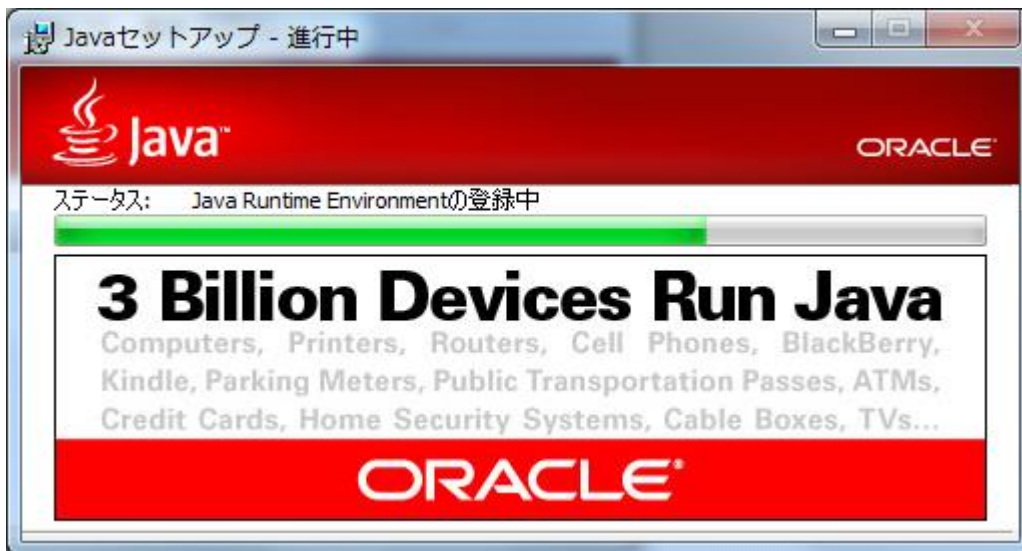 Javaセットアップ - 進行中
Java™
ORACLE
ステータス: Java Runtime Environmentの登録中
3 Billion Devices Run Java
Computers, Printers, Routers, Cell Phones, BlackBerry,
Kindle, Parking Meters, Public Transportation Passes, ATMs,
Credit Cards, Home Security Systems, Cable Boxes, TVs...
ORACLE®